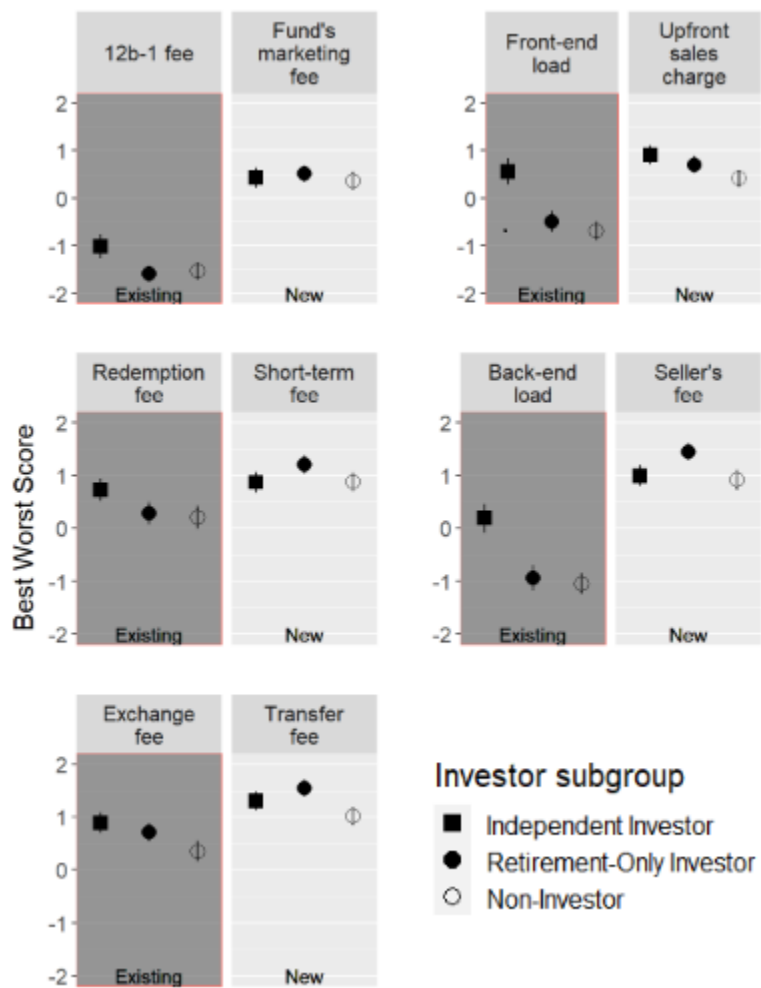 12b-1 fee
Fund's
marketing
fee
Front-end
load
Upfront
sales
charge
2
1
0
-1
-2
Existing
New
2
1
0
-1
-2
Existing
New
Best Worst Score
Redemption
fee
Short-term
fee
Back-end
load
Seller's
fee
2
1
0
-1
-2
Existing
New
2
1
0
-1
-2
Existing
New
Exchange
fee
Transfer
fee
2
1
0
-1
-2
Existing
New
Investor subgroup
Independent Investor
Retirement-Only Investor
Non-Investor